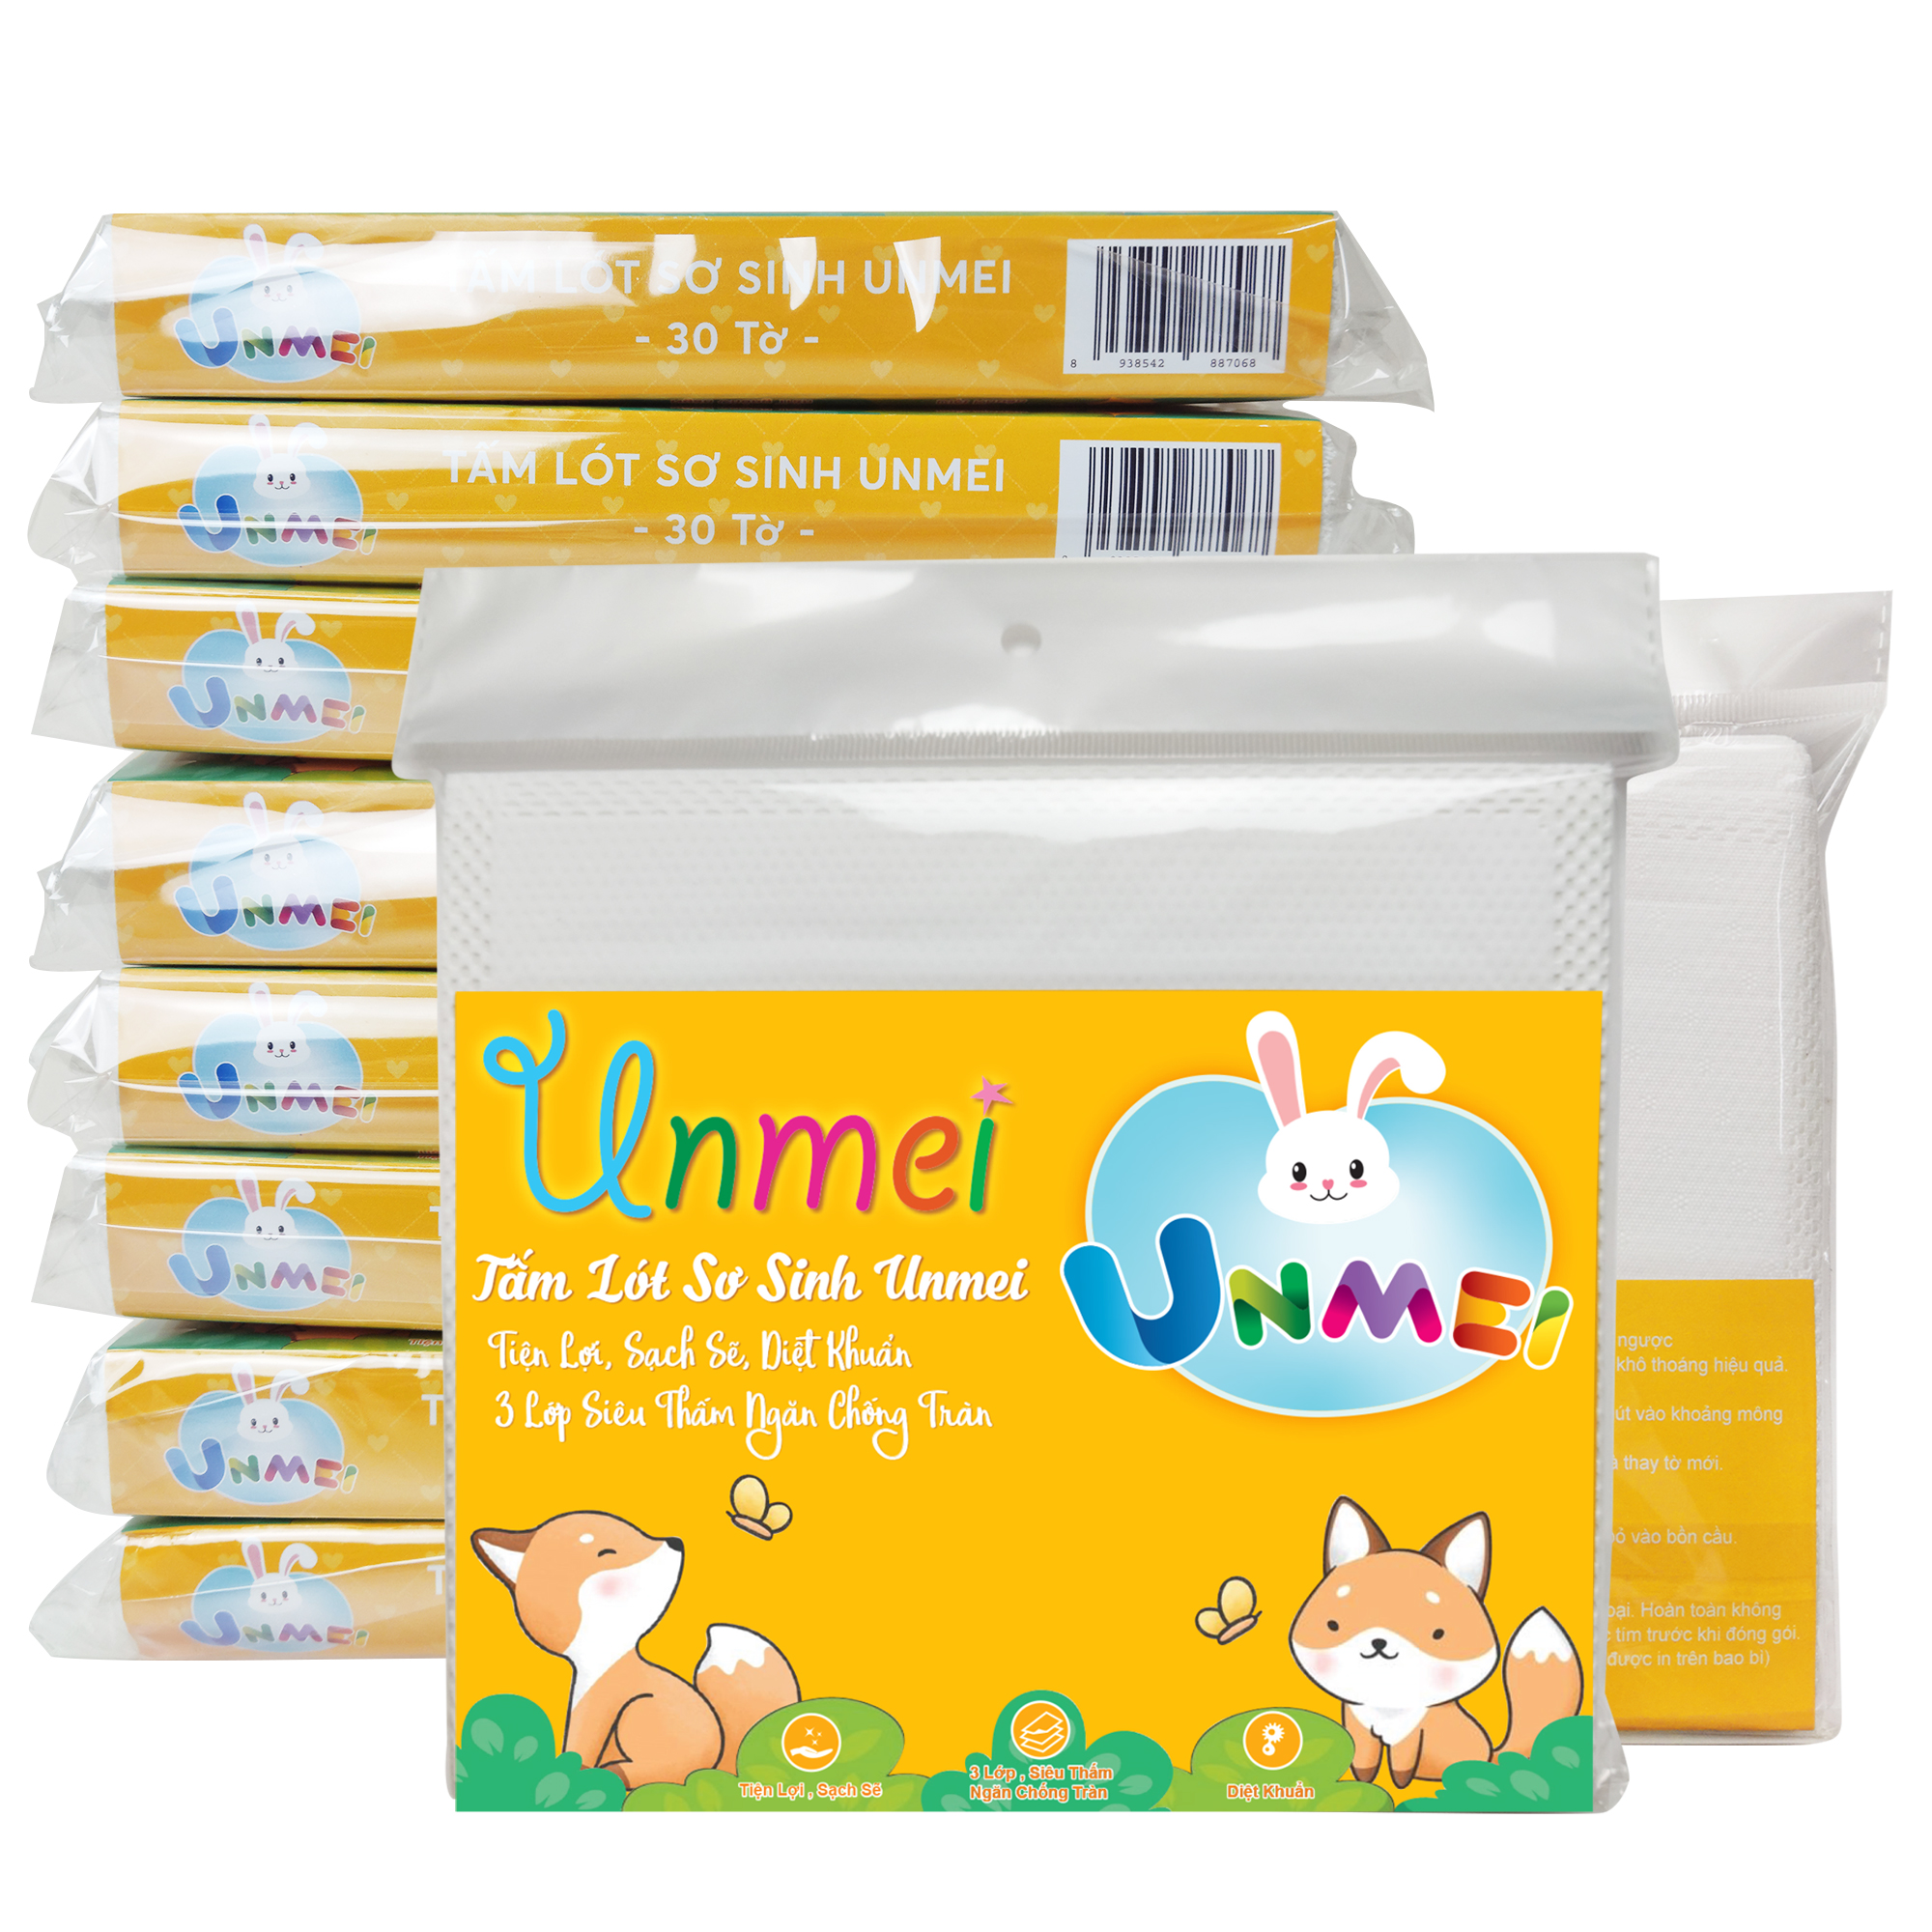 UNMEI
TẤM LÓT SƠ SINH UNMEI
- 30 Tờ -
8 938542 887068
UNMEI
TẤM LÓT SƠ SINH UNMEI
- 30 Tờ -
UNMEI
UNMEI
UNMEI
UNMEI
T
UNMEI
T
UNMEI
T
Unmei
UNMEI
Tấm Lót Sơ Sinh Unmei
Tiện Lợi, Sạch Sẽ, Diệt Khuẩn
3 Lớp Siêu Thấm Ngăn Chống Tràn
Tiện Lợi , Sạch Sẽ
3 Lớp , Siêu Thấm
Ngăn Chống Tràn
Diệt Khuẩn
ngược
khô thoáng hiệu quả.
út vào khoảng mông
thay tờ mới.
vào bồn cầu.
Hoàn toàn không
tím trước khi đóng gói.
được in trên bao bì)